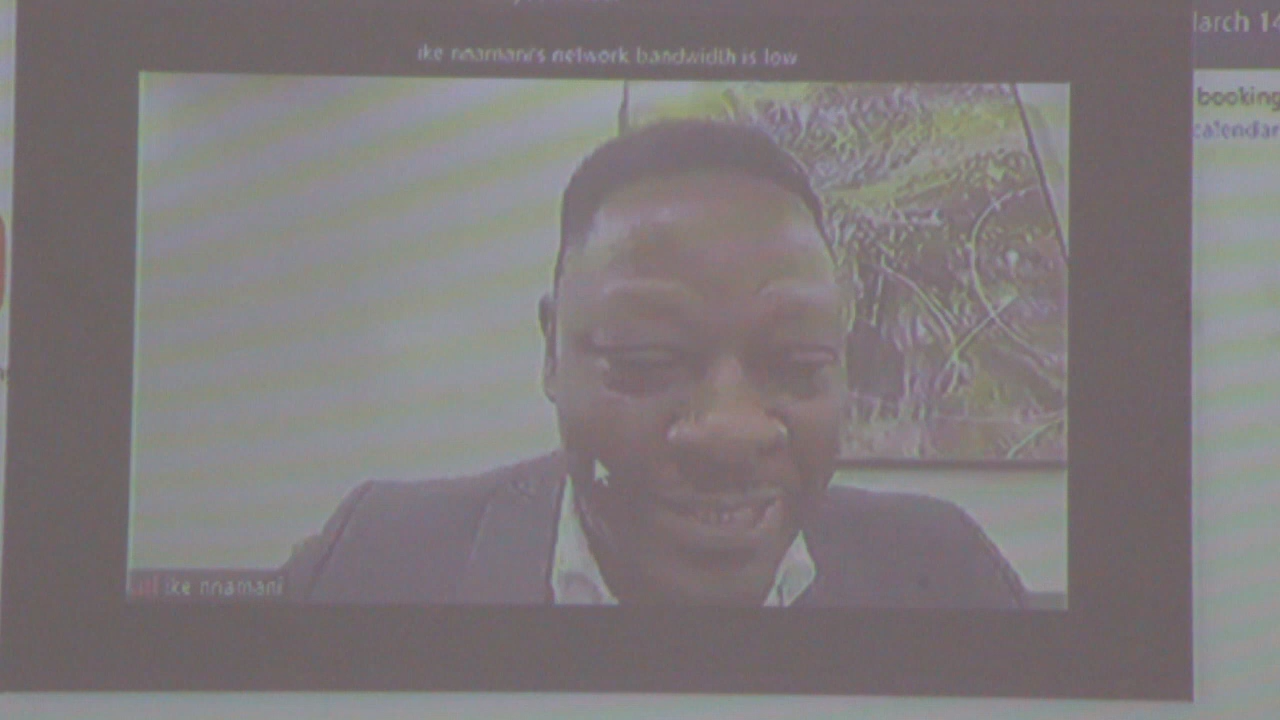 ike nnamani's network bandwidth is low
arch 14
booking
calendar
ike nnamani